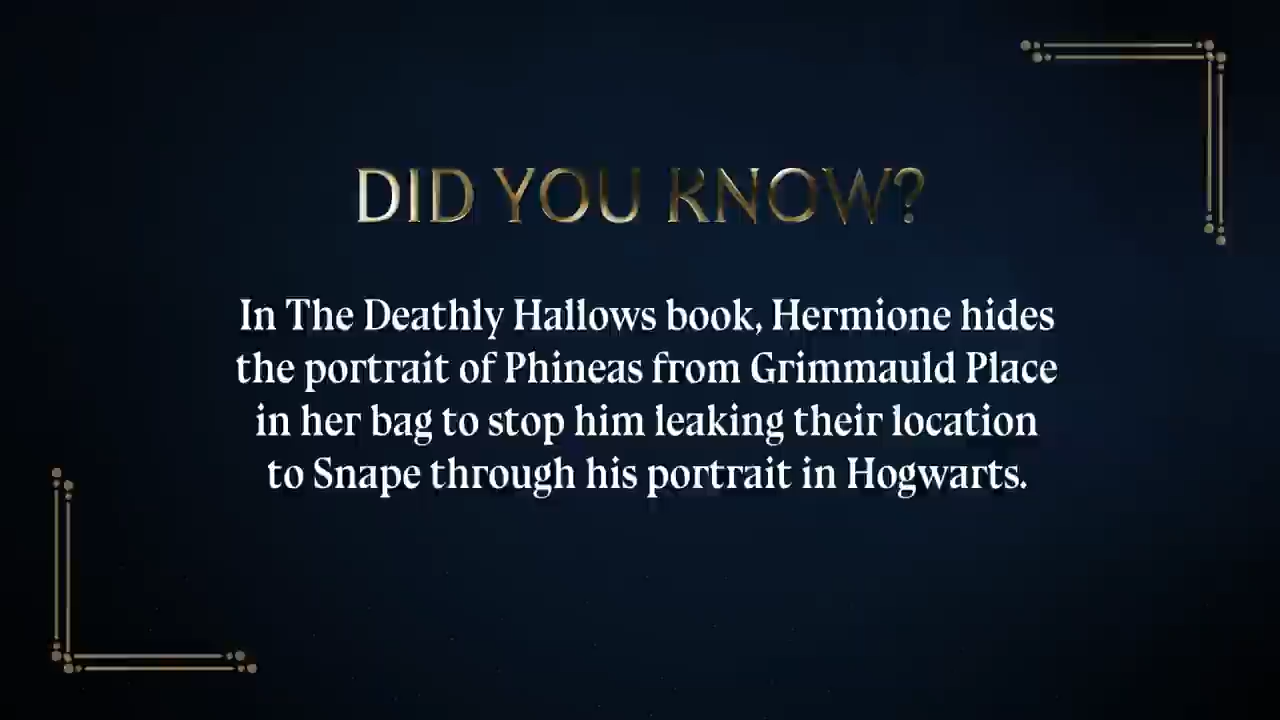 DID YOU KNOW?
In The Deathly Hallows book, Hermione hides
the portrait of Phineas from Grimmauld Place
in her bag to stop him leaking their location
to Snape through his portrait in Hogwarts.